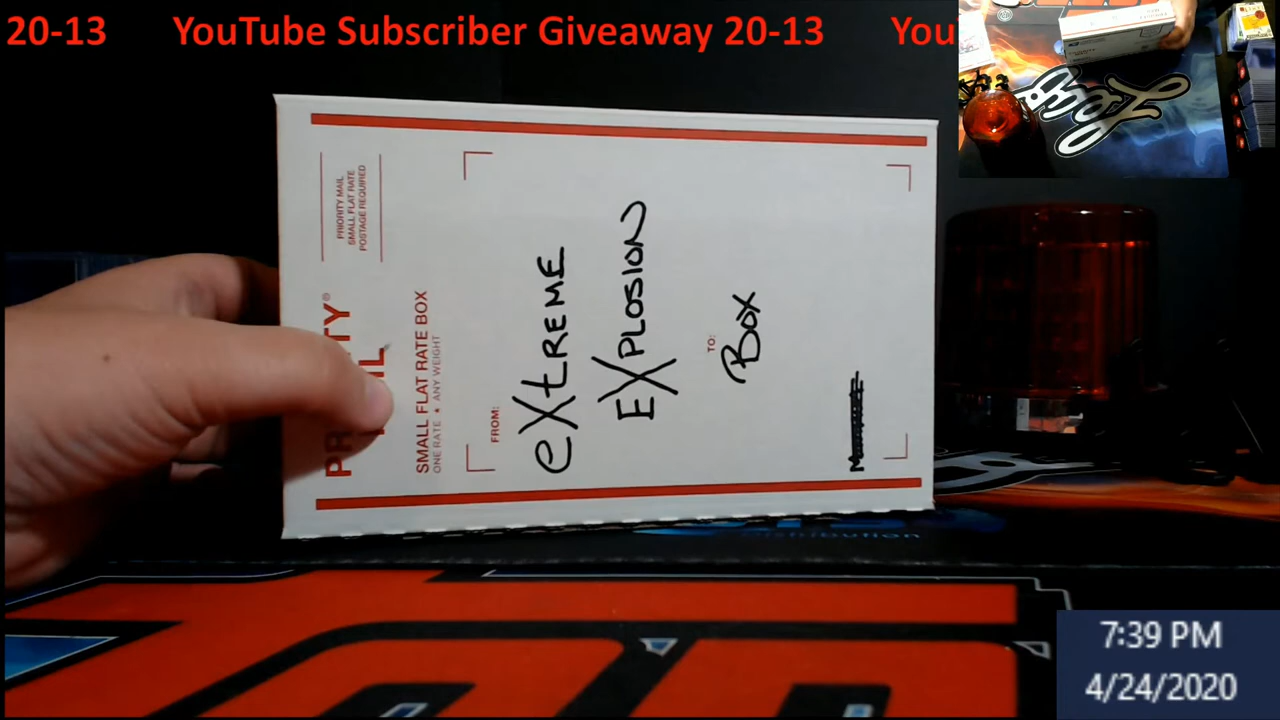 20-13 YouTube Subscriber Giveaway 20-13 You
PRIORITY MAIL
SMALL FLAT RATE
POSTAGE REQUIRED
SMALL FLAT RATE BOX
ONE RATE ★ ANY WEIGHT
FROM:
eXtREME
EXPLOSION
TO:
BOX
distribution
7:39 PM
4/24/2020